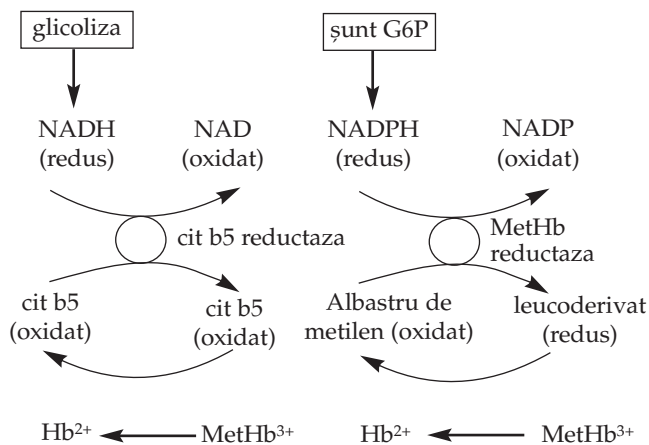 glicoliza
șunt G6P
NADH
(redus)
NAD
(oxidat)
NADPH
(redus)
NADP
(oxidat)
cit b5 reductaza
MetHb
reductaza
cit b5
(oxidat)
cit b5
(oxidat)
Albastru de
metilen (oxidat)
leucoderivat
(redus)
Hb²⁺
MetHb³⁺
Hb²⁺
MetHb³⁺